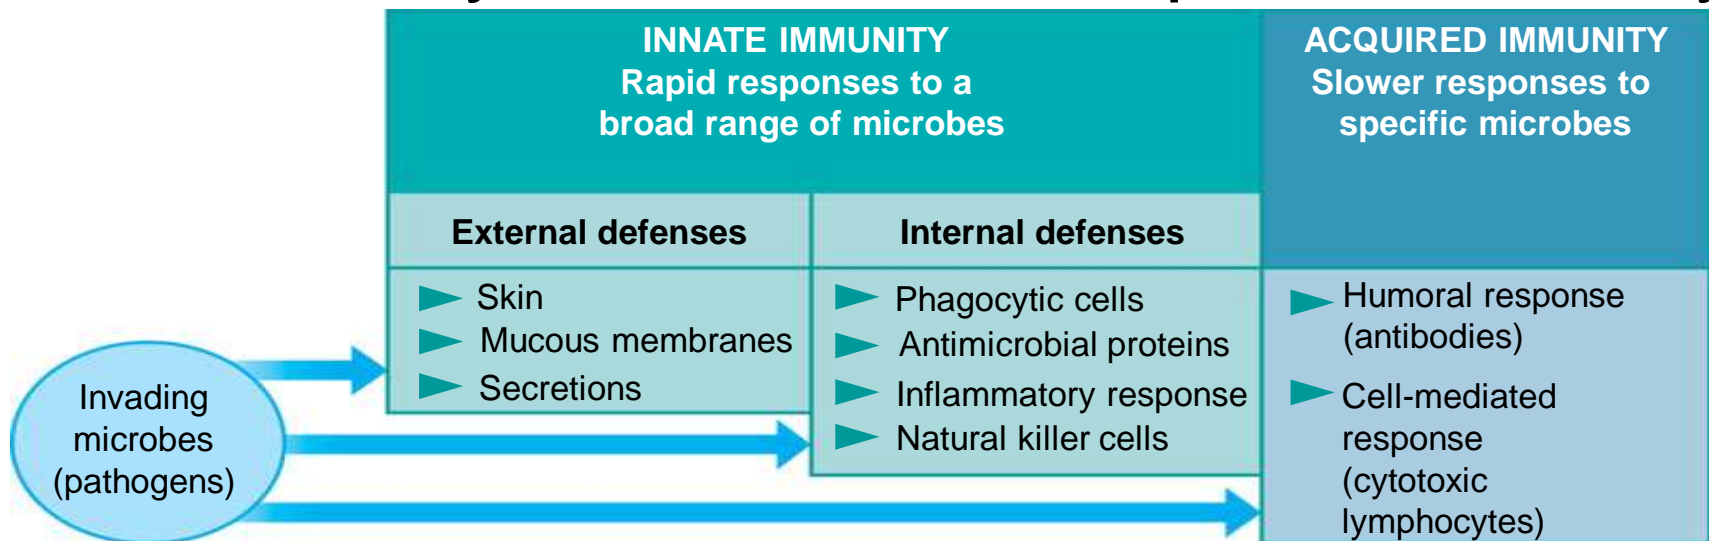 INNATE IMMUNITY
Rapid responses to a
broad range of microbes
ACQUIRED IMMUNITY
Slower responses to
specific microbes
External defenses
Internal defenses
Skin
Mucous membranes
Secretions
Phagocytic cells
Antimicrobial proteins
Inflammatory response
Natural killer cells
Humoral response
(antibodies)
Cell-mediated
response
(cytotoxic
lymphocytes)
Invading
microbes
(pathogens)